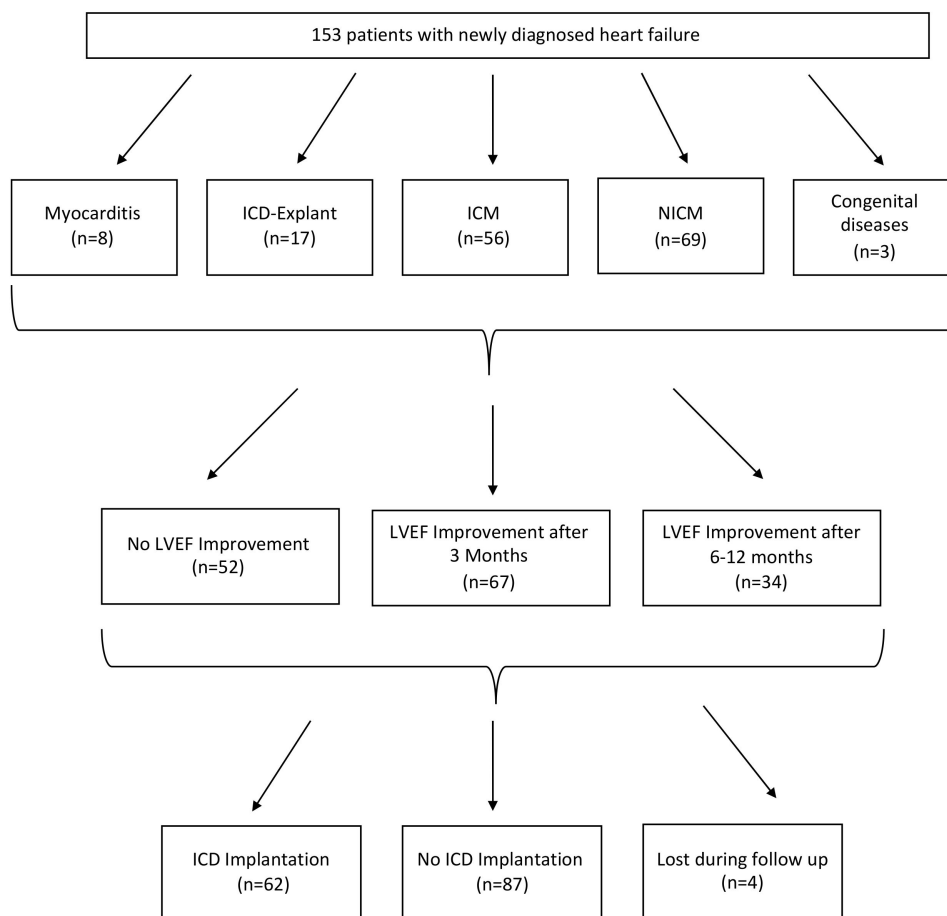 153 patients with newly diagnosed heart failure
Myocarditis
(n=8)
ICD-Explant
(n=17)
ICM
(n=56)
NICM
(n=69)
Congenital
diseases
(n=3)
No LVEF Improvement
(n=52)
LVEF Improvement after
3 Months
(n=67)
LVEF Improvement after
6-12 months
(n=34)
ICD Implantation
(n=62)
No ICD Implantation
(n=87)
Lost during follow up
(n=4)